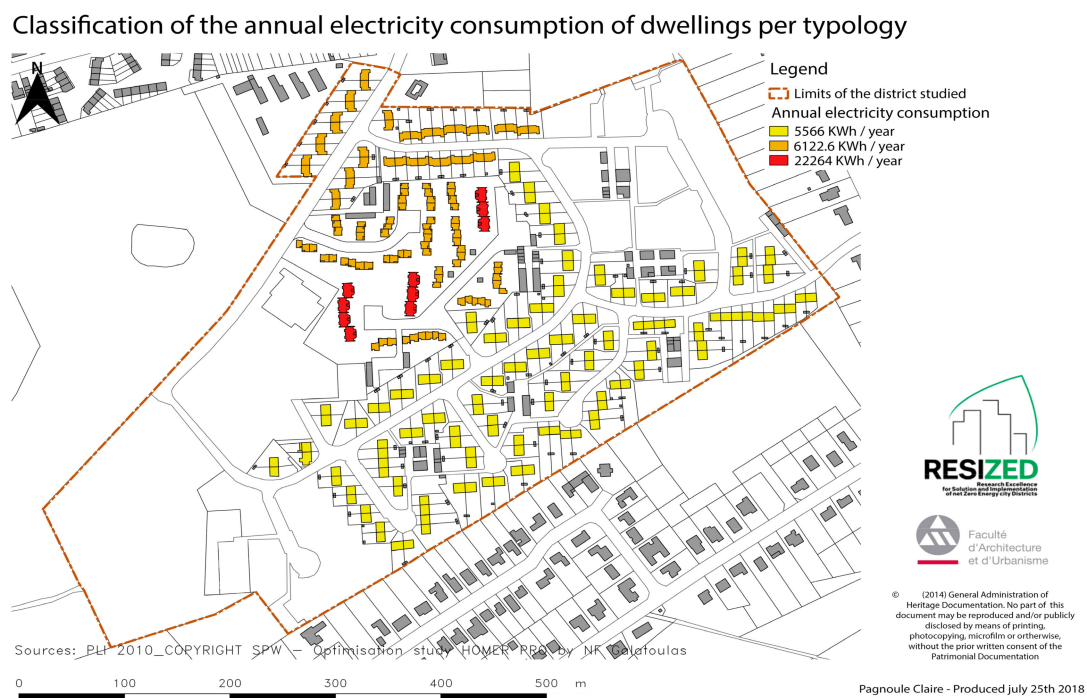 Classification of the annual electricity consumption of dwellings per typology
N
Legend
Limits of the district studied
Annual electricity consumption
5566 KWh / year
6122.6 KWh / year
22264 KWh / year
RESIZED
Research Excellence
for Solution and Implementation
of net Zero Energy city Districts
Faculté
d'Architecture
et d'Urbanisme
© (2014) General Administration of
Heritage Documentation. No part of this
document may be reproduced and/or publicly
disclosed by means of printing,
photocopying, microfilm or ortherwise,
without the prior written consent of the
Patrimonial Documentation
Sources: PLI 2010_COPYRIGHT SPW – Optimisation study HOMER PRO by NK Galatoulas
0 100 200 300 400 500 m
Pagnoule Claire - Produced july 25th 2018